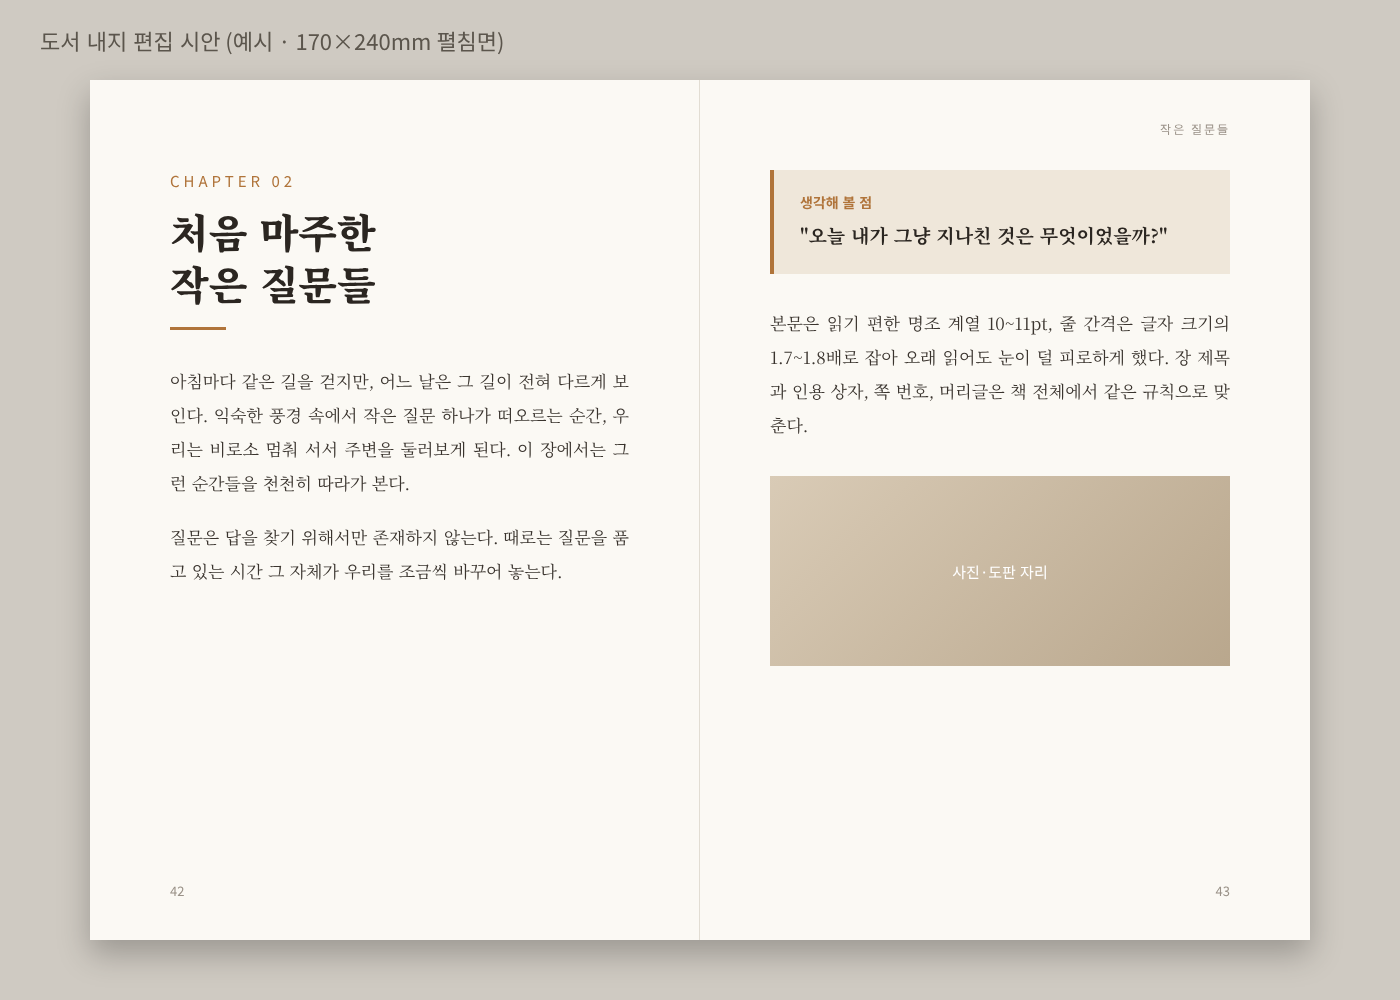 도서 내지 편집 시안 (예시 · 170×240mm 펼침면)
CHAPTER 02
처음 마주한
작은 질문들
아침마다 같은 길을 걷지만, 어느 날은 그 길이 전혀 다르게 보
인다. 익숙한 풍경 속에서 작은 질문 하나가 떠오르는 순간, 우
리는 비로소 멈춰 서서 주변을 둘러보게 된다. 이 장에서는 그
런 순간들을 천천히 따라가 본다.
질문은 답을 찾기 위해서만 존재하지 않는다. 때로는 질문을 품
고 있는 시간 그 자체가 우리를 조금씩 바꾸어 놓는다.
42
작은 질문들
생각해 볼 점
"오늘 내가 그냥 지나친 것은 무엇이었을까?"
본문은 읽기 편한 명조 계열 10~11pt, 줄 간격은 글자 크기의
1.7~1.8배로 잡아 오래 읽어도 눈이 덜 피로하게 했다. 장 제목
과 인용 상자, 쪽 번호, 머리글은 책 전체에서 같은 규칙으로 맞
춘다.
사진·도판 자리
43